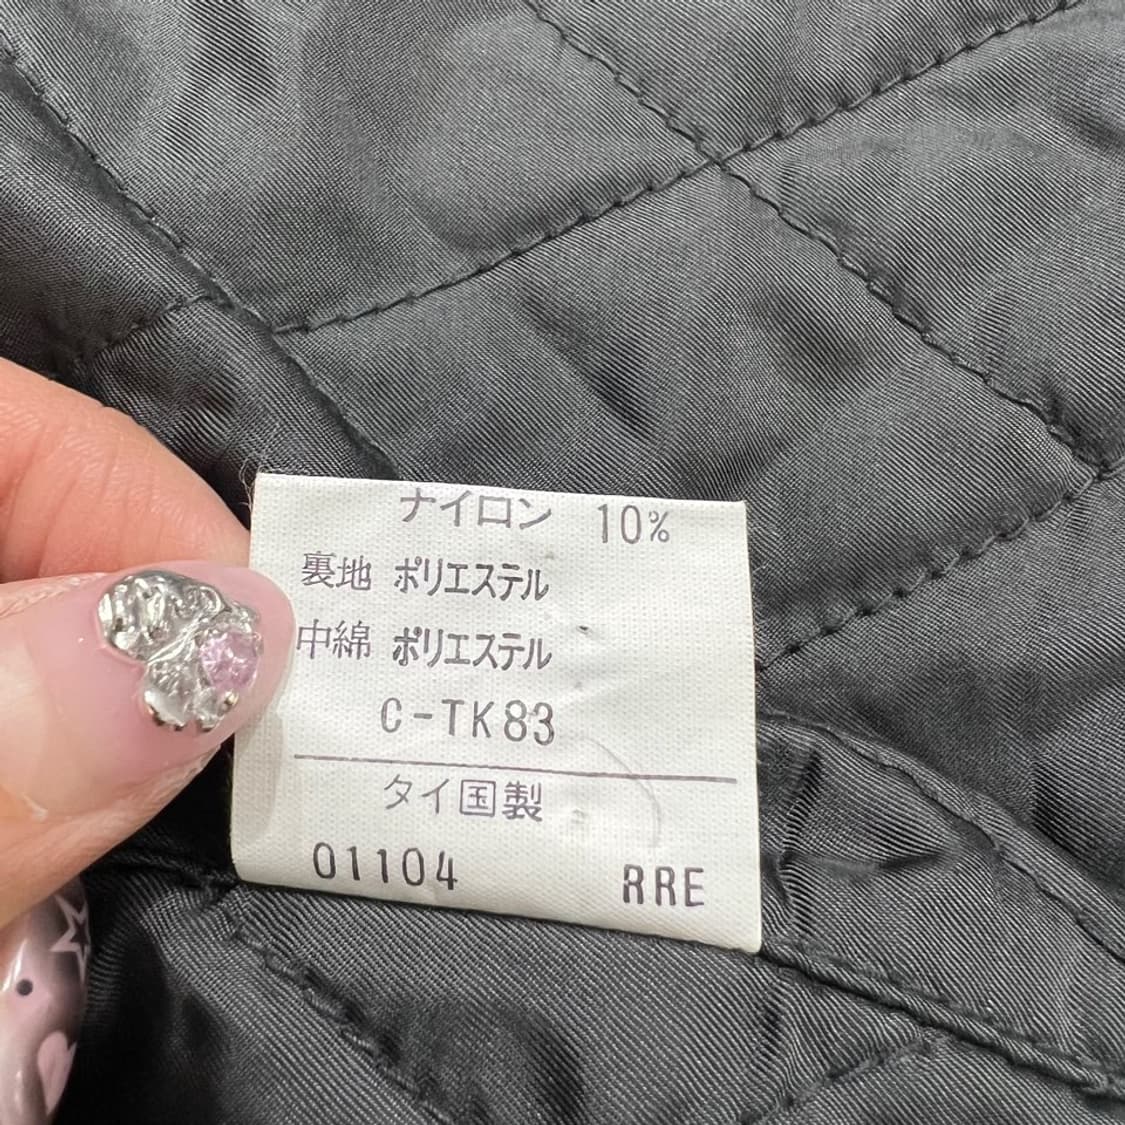 ナイロン 10%
裏地 ポリエステル
中綿 ポリエステル
C-TK83
タイ国製
01104 RRE